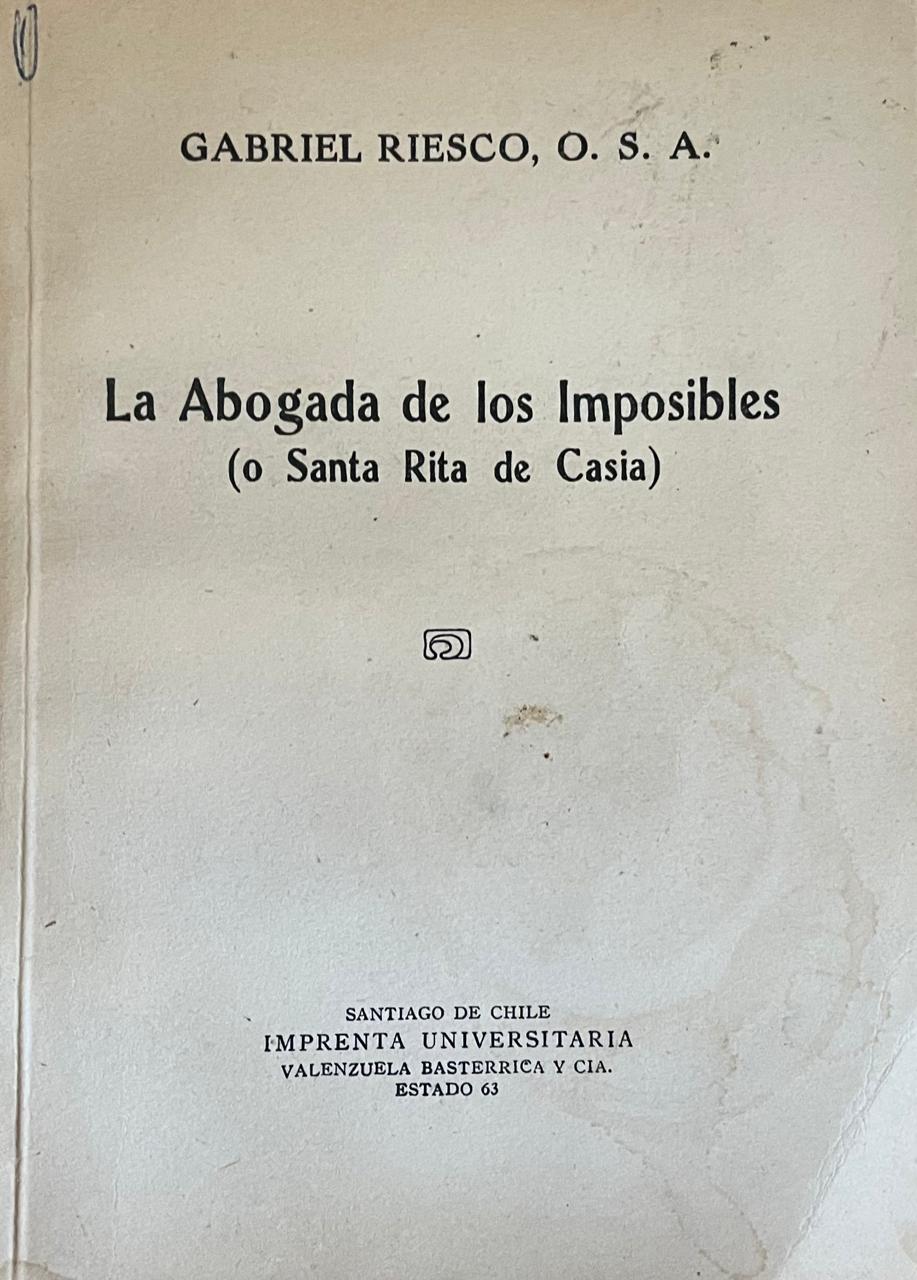 GABRIEL RIESCO, O. S. A.
La Abogada de los Imposibles
(o Santa Rita de Casia)
SANTIAGO DE CHILE
IMPRENTA UNIVERSITARIA
VALENZUELA BASTERRICA Y CIA.
ESTADO 63